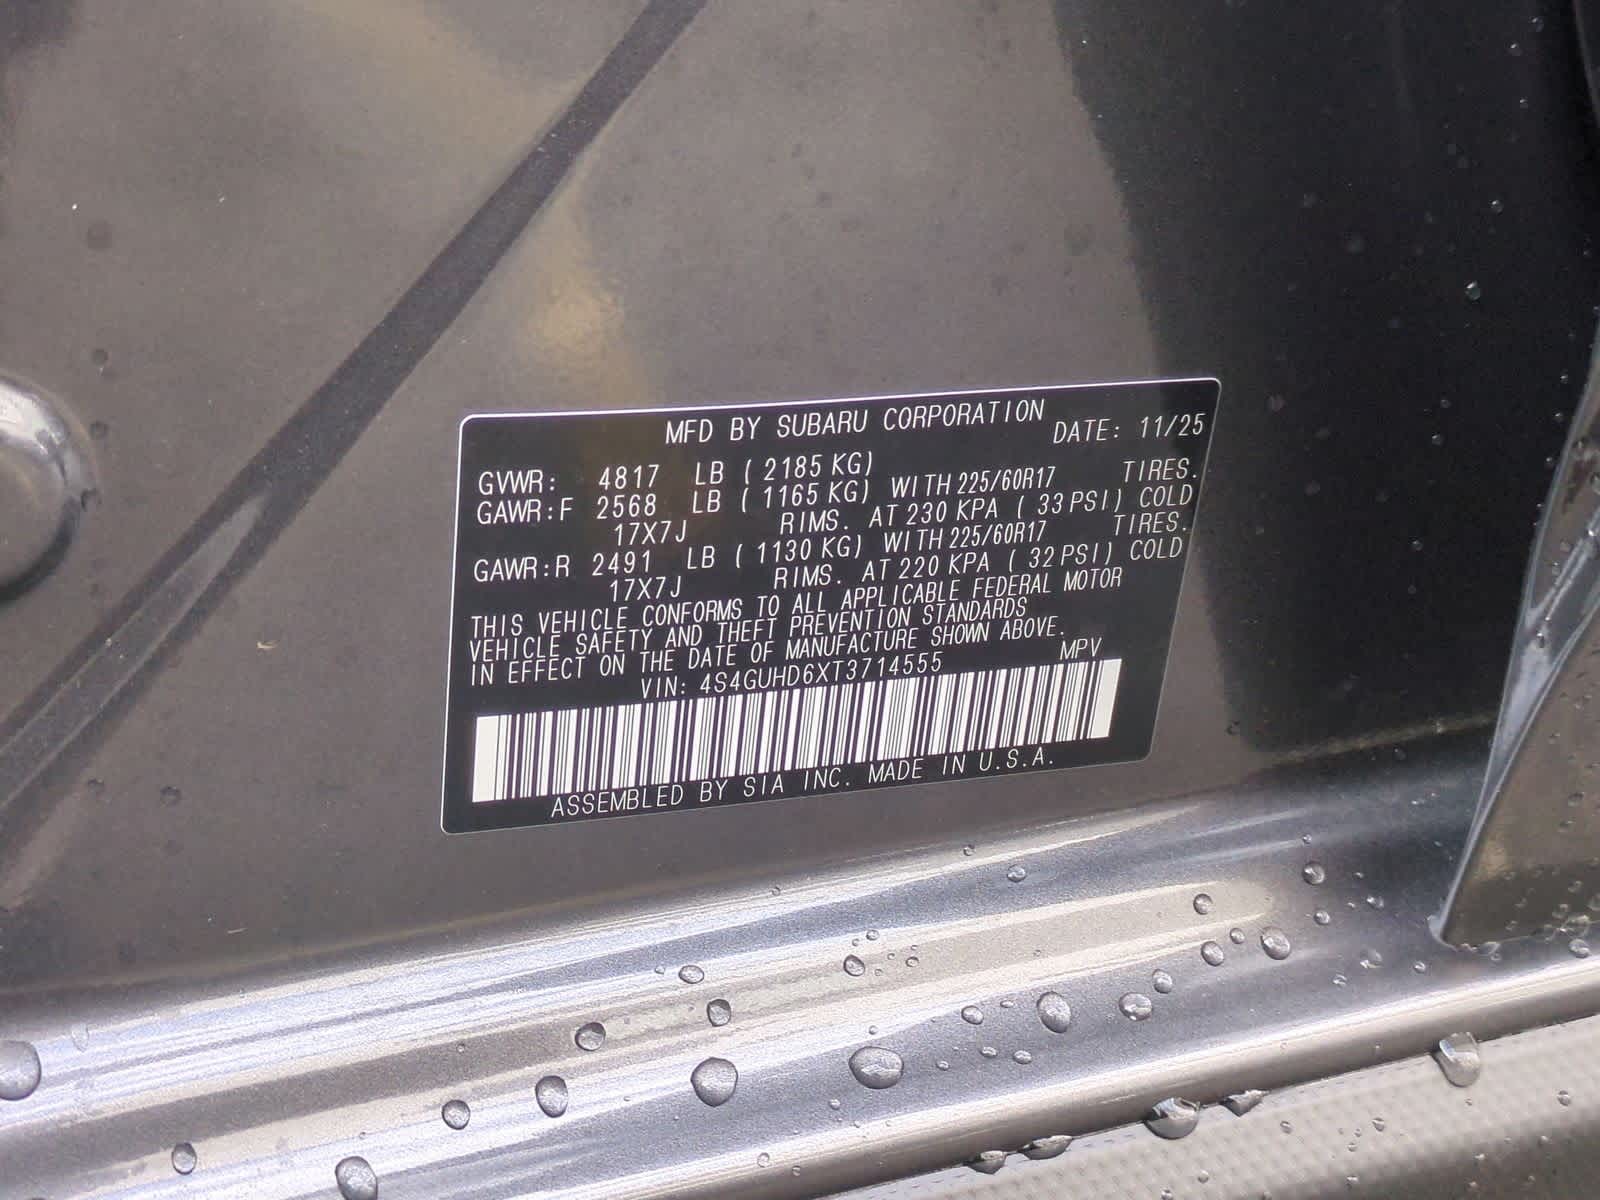 MFD BY SUBARU CORPORATION DATE: 11/25
GVWR: 4817 LB ( 2185 KG)
GAWR:F 2568 LB ( 1165 KG) WITH 225/60R17 TIRES.
17X7J RIMS. AT 230 KPA ( 33 PSI) COLD
GAWR:R 2491 LB ( 1130 KG) WITH 225/60R17 TIRES.
17X7J RIMS. AT 220 KPA ( 32 PSI) COLD
THIS VEHICLE CONFORMS TO ALL APPLICABLE FEDERAL MOTOR
VEHICLE SAFETY AND THEFT PREVENTION STANDARDS
IN EFFECT ON THE DATE OF MANUFACTURE SHOWN ABOVE.
VIN: 4S4GUHD6XT3714555 MPV
ASSEMBLED BY SIA INC. MADE IN U.S.A.